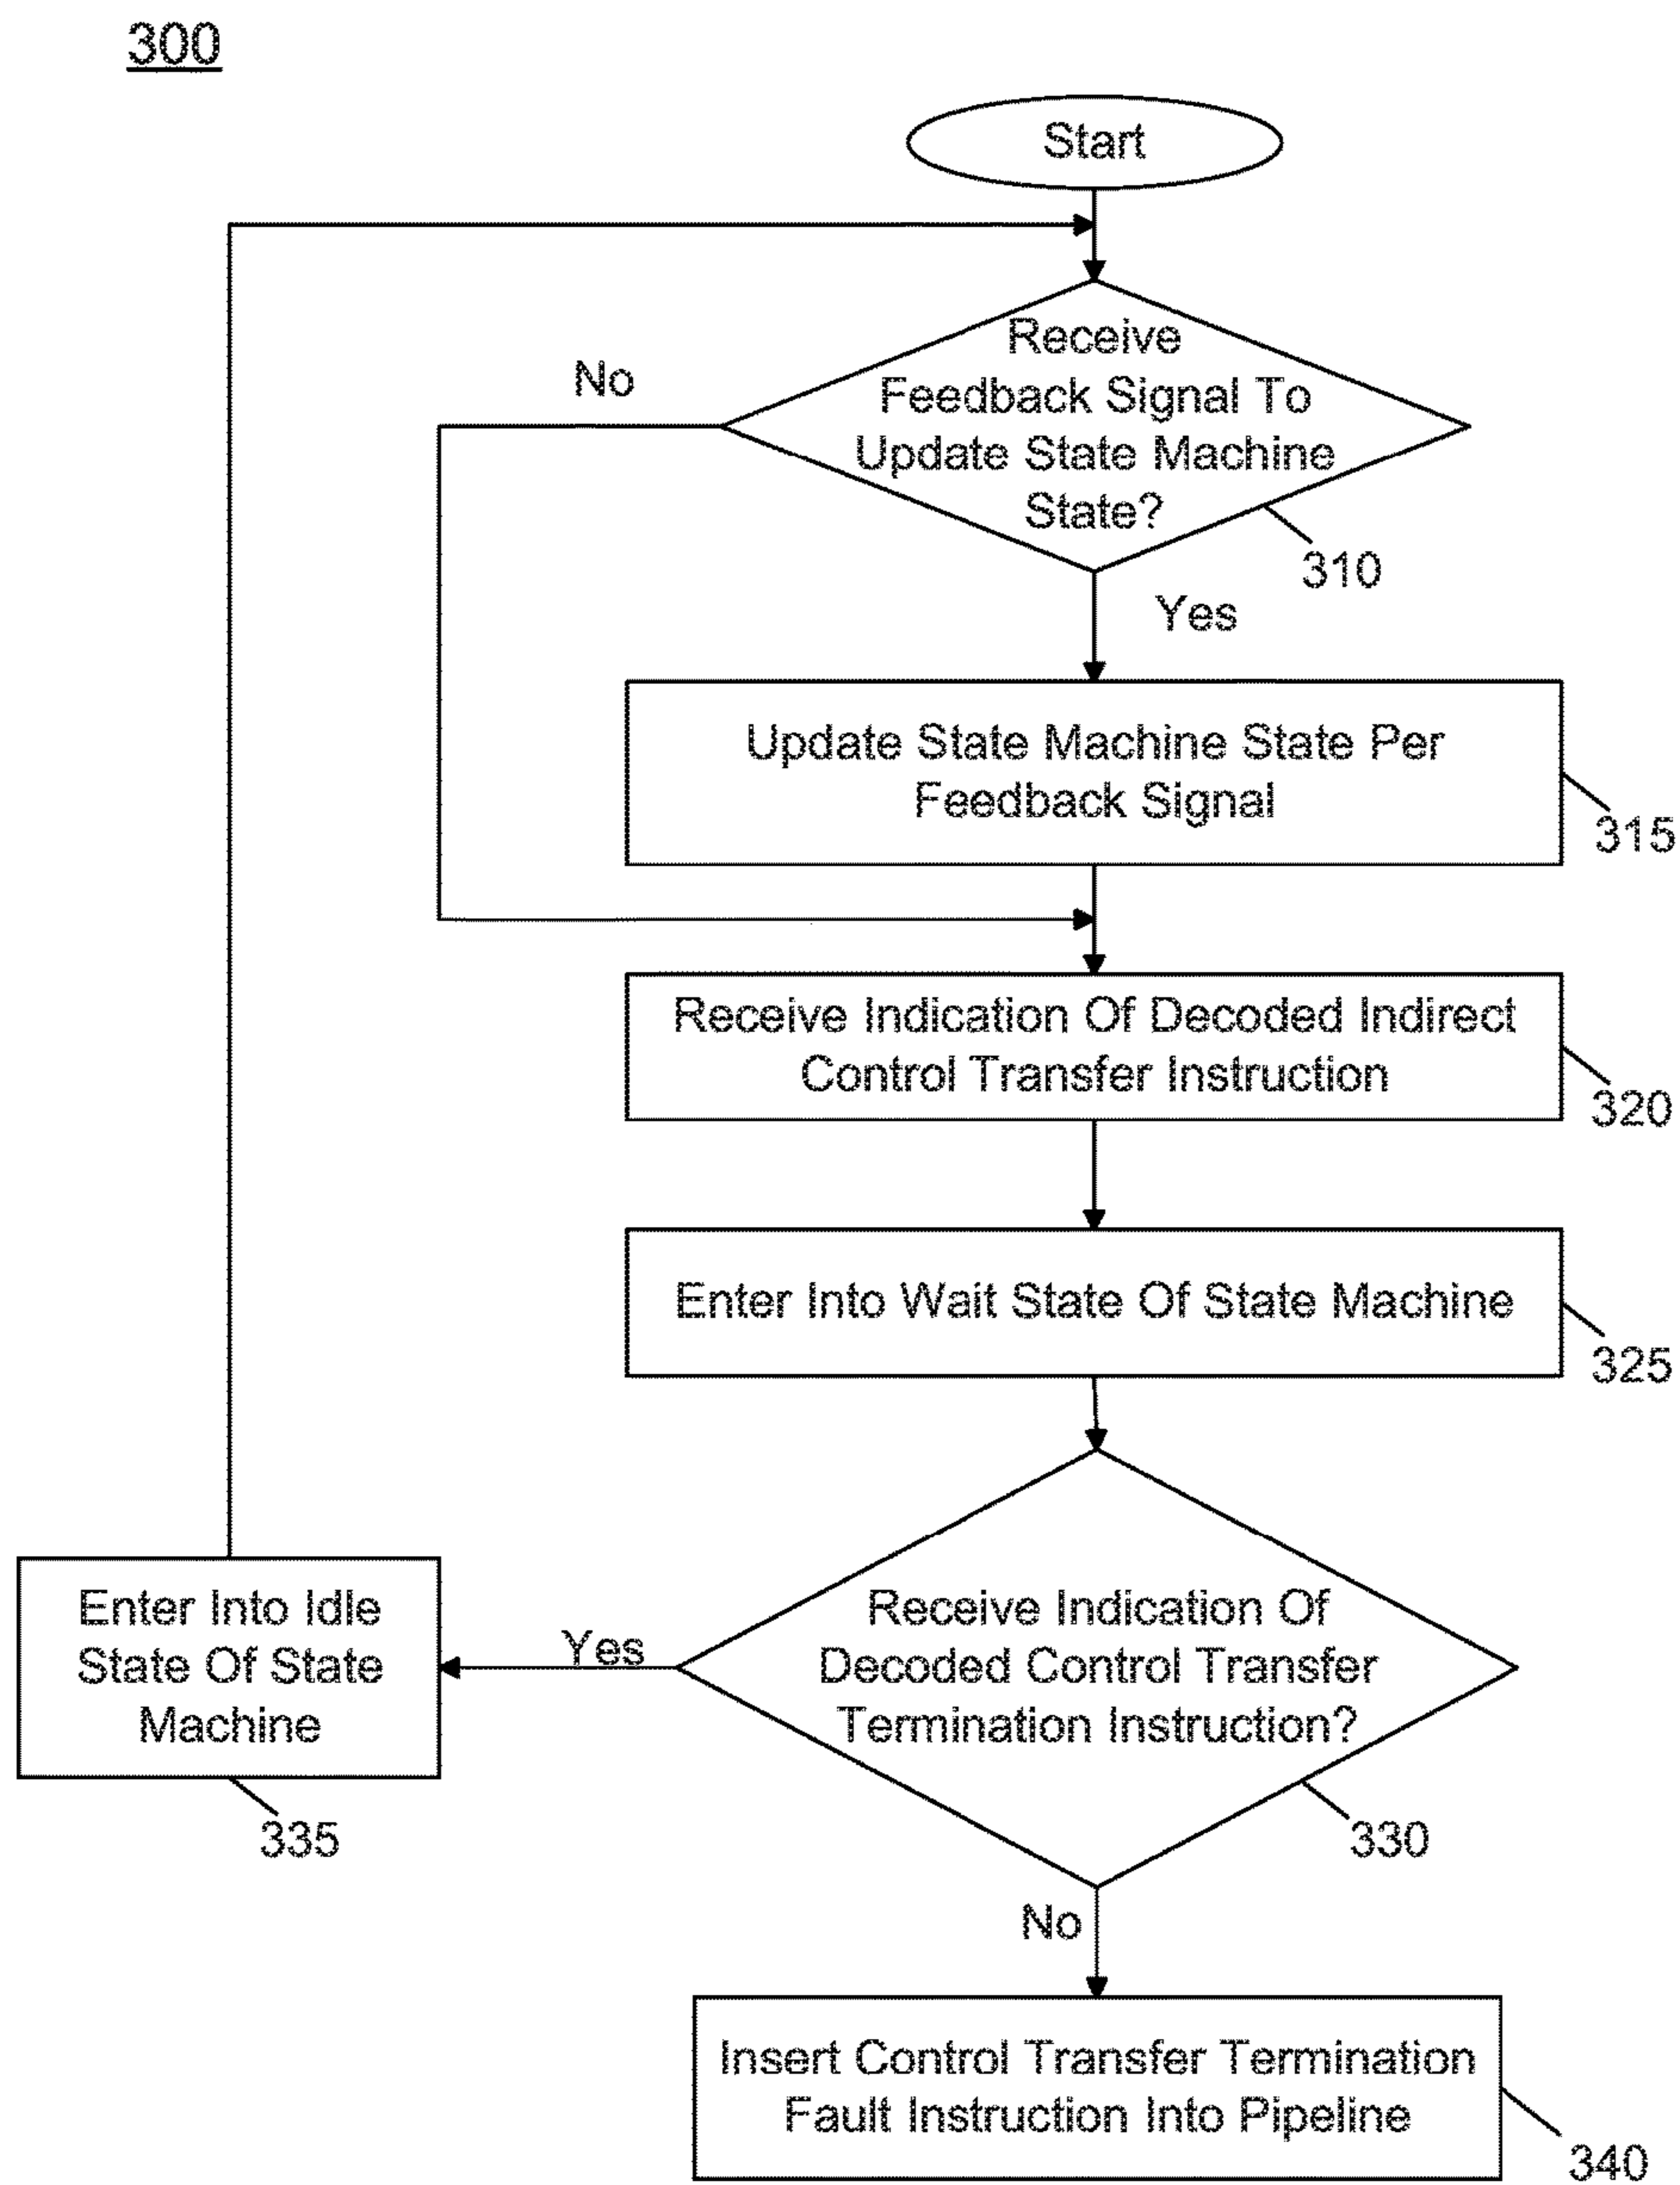 300
Start
Receive
Feedback Signal To
Update State Machine
State?
No
310
Yes
Update State Machine State Per
Feedback Signal
315
Receive Indication Of Decoded Indirect
Control Transfer Instruction
320
Enter Into Wait State Of State Machine
325
Receive Indication Of
Decoded Control Transfer
Termination Instruction?
Yes
Enter Into Idle
State Of State
Machine
335
330
No
Insert Control Transfer Termination
Fault Instruction Into Pipeline
340